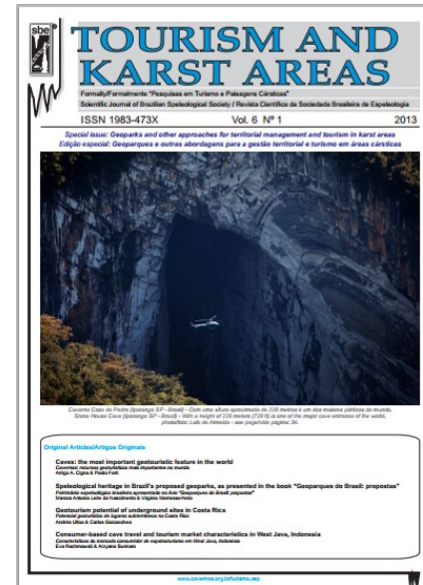 sbe
TOURISM AND
KARST AREAS
Formally/Formalmente "Pesquisas em Turismo e Paisagens Cársticas"
Scientific Journal of Brazilian Speleological Society / Revista Científica da Sociedade Brasileira de Espeleologia
ISSN 1983-473X Vol. 6 Nº 1 2013
Special issue: Geoparks and other approaches for territorial management and tourism in karst areas
Edição especial: Geoparques e outras abordagens para a gestão territorial e turismo em áreas cársticas
Caverna Casa de Pedra (Iporanga SP - Brasil) - Com uma altura aproximada de 220 metros é um dos maiores pórticos do mundo.
Stone House Cave (Iporanga SP - Brasil) - With a height of 220 meters (720 ft) is one of the major cave entrance of the world,
photo/foto: Lalo de Almeida - see page/vide página: 34.
Original Articles/Artigos Originais
Caves: the most important geotouristic feature in the world
Cavernas: recursos geoturísticos mais importantes no mundo
Arrigo A. Cigna & Paolo Forti
Speleological heritage in Brazil's proposed geoparks, as presented in the book "Geoparques do Brasil: propostas"
Patrimônio espeleológico brasileiro apresentado no livro "Geoparques do Brasil: propostas"
Marcos Antonio Leite do Nascimento & Virginio Mantesso-Neto
Geotourism potential of underground sites in Costa Rica
Potencial geoturístico de lugares subterrâneos na Costa Rica
Andrés Ulloa & Carlos Goicoechea
Consumer-based cave travel and tourism market characteristics in West Java, Indonesia
Características do mercado consumidor de espeleoturismo em West Java, Indonésia
Eva Rachmawati & Arzyana Sunkar
www.cavernas.org.br/turismo.asp